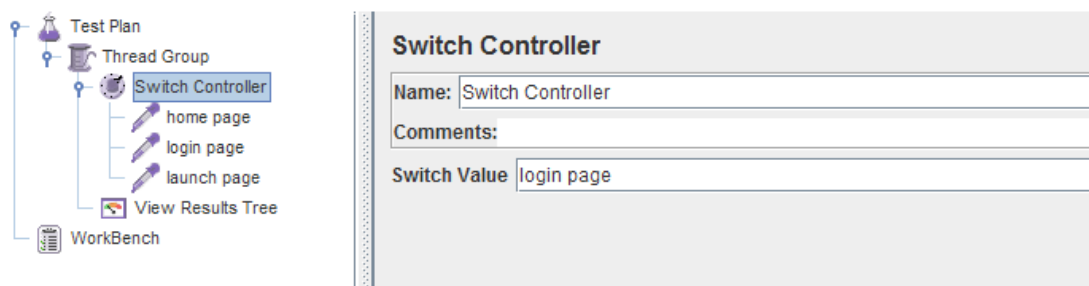 Test Plan
Thread Group
Switch Controller
home page
login page
launch page
View Results Tree
WorkBench
Switch Controller
Name: Switch Controller
Comments:
Switch Value login page